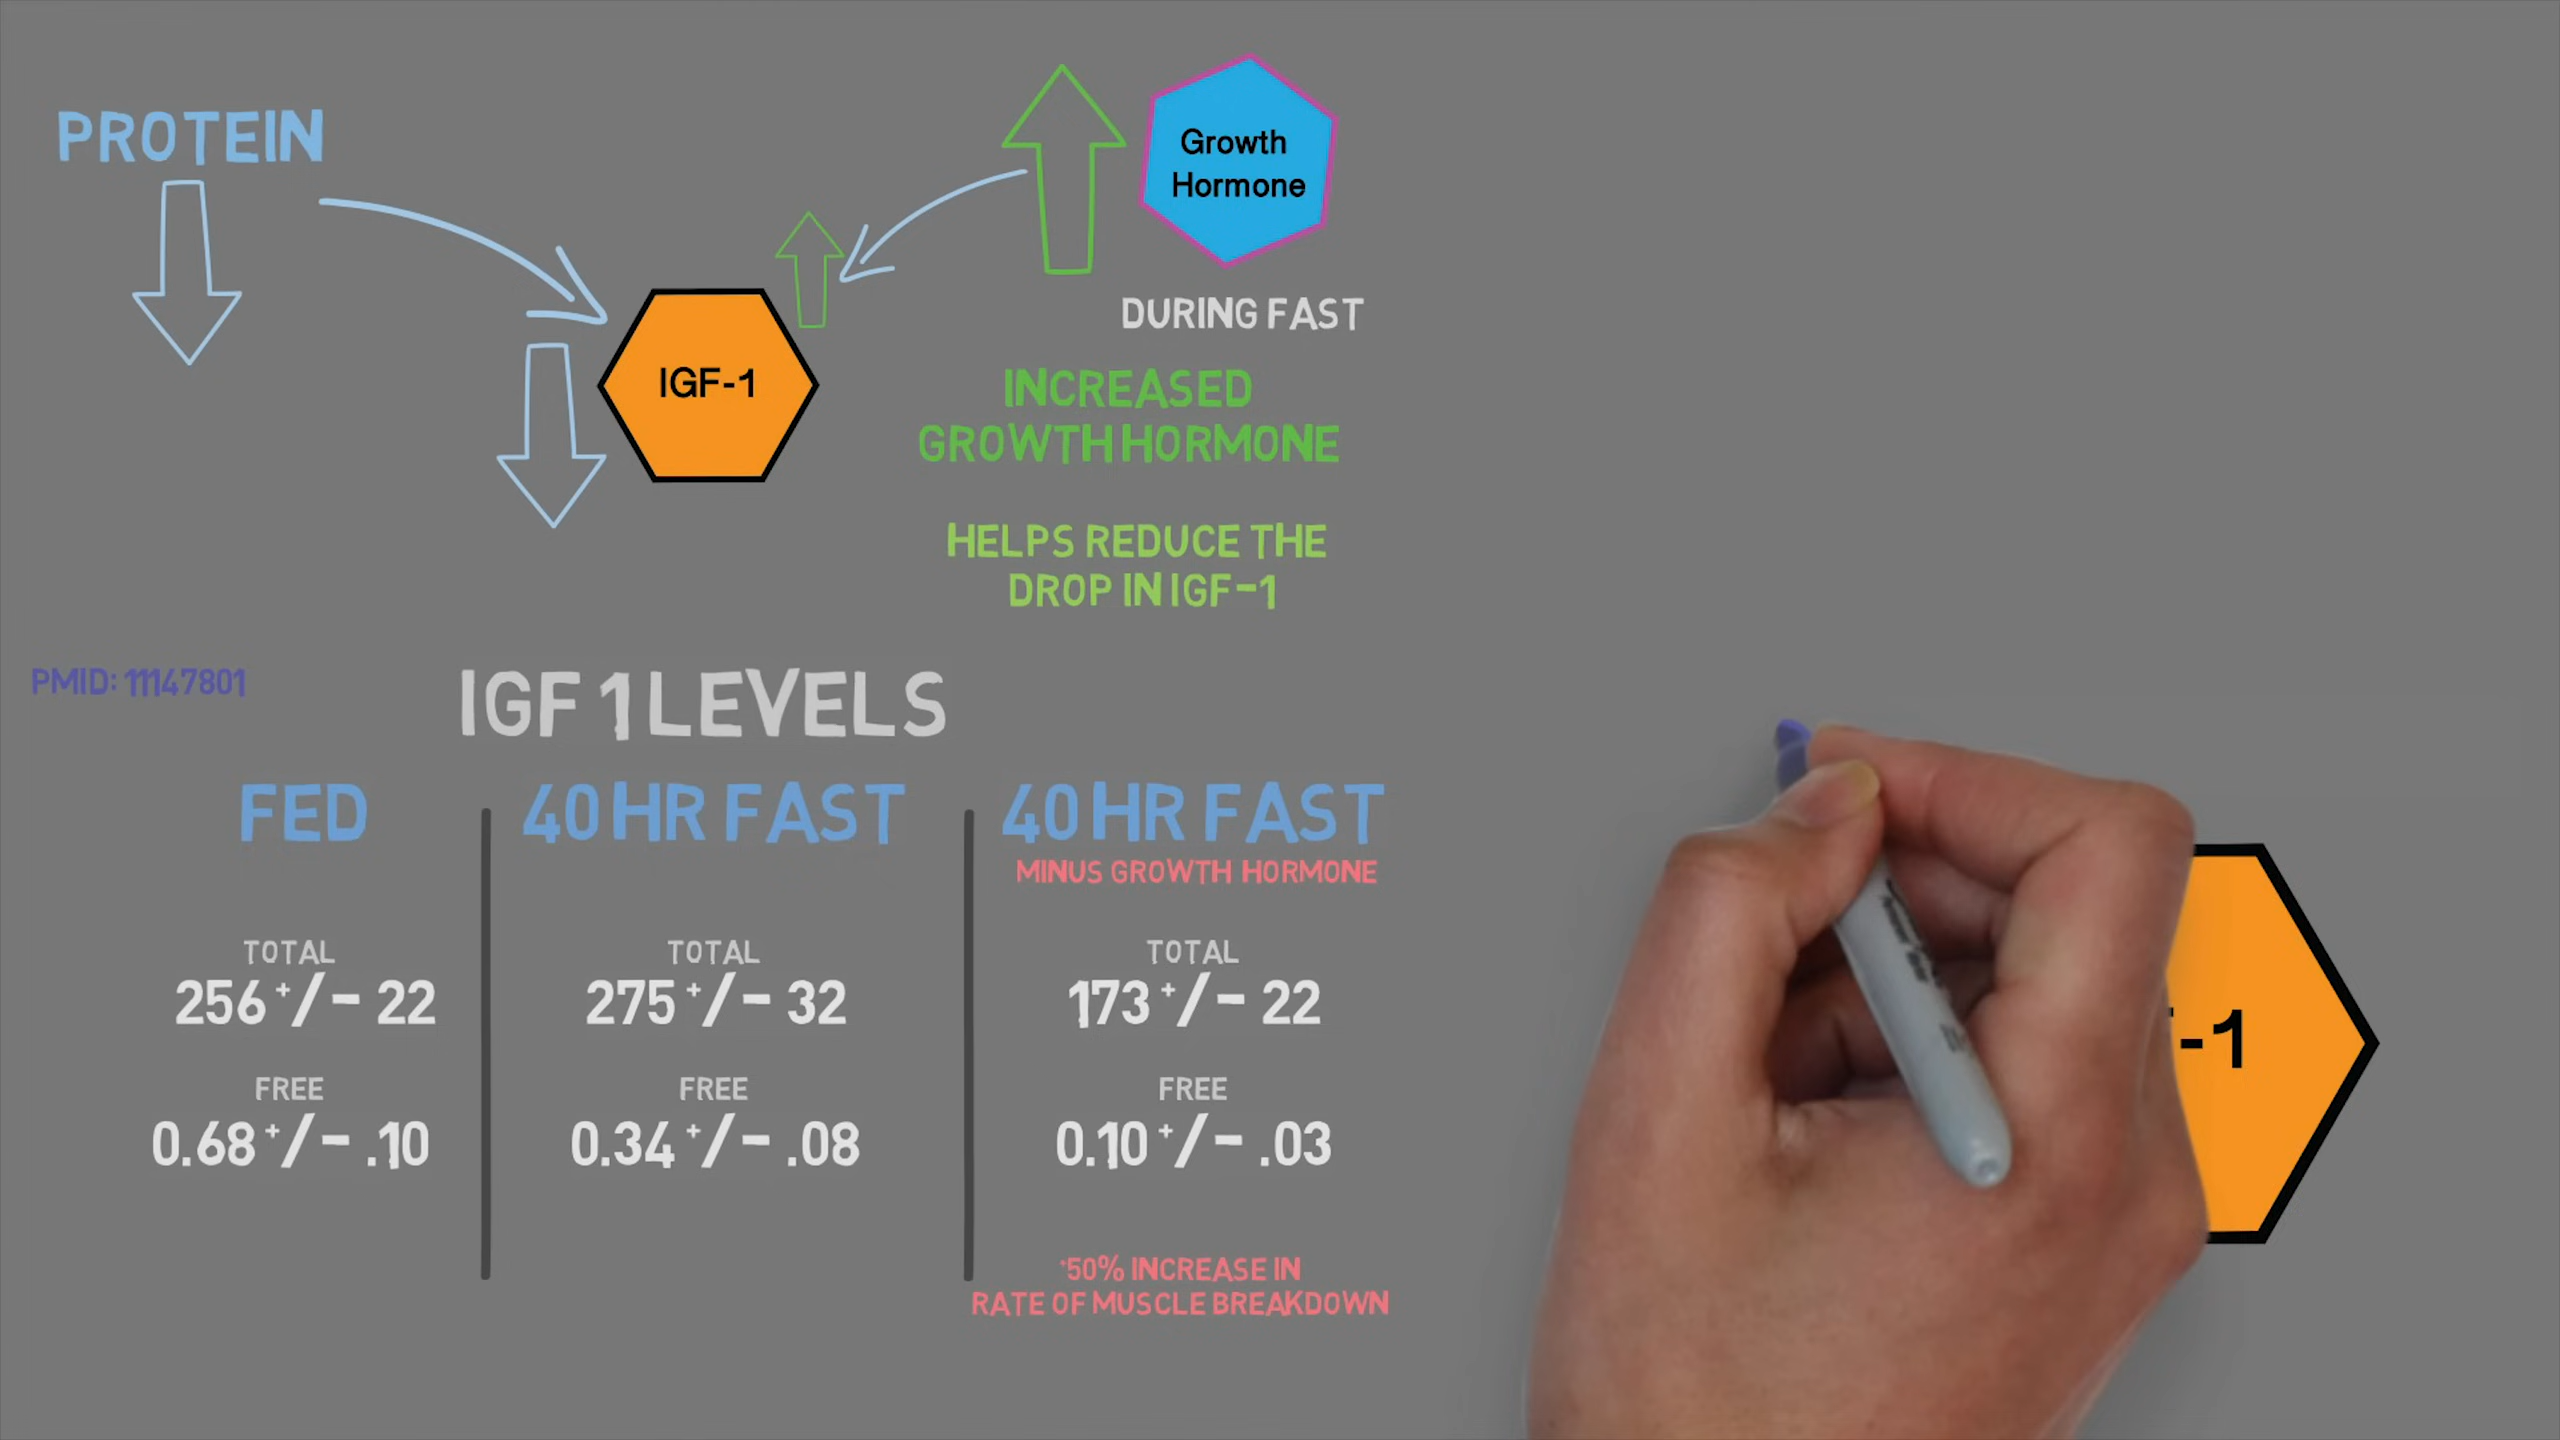 PROTEIN
Growth
Hormone
IGF-1
DURING FAST
INCREASED
GROWTH HORMONE
HELPS REDUCE THE
DROP IN IGF-1
PMID: 11147801
IGF 1 LEVELS
FED
40 HR FAST
40 HR FAST
MINUS GROWTH HORMONE
TOTAL
256 +/- 22
TOTAL
275 +/- 32
TOTAL
173 +/- 22
FREE
0.68 +/- .10
FREE
0.34 +/- .08
FREE
0.10 +/- .03
*50% INCREASE IN
RATE OF MUSCLE BREAKDOWN
-1